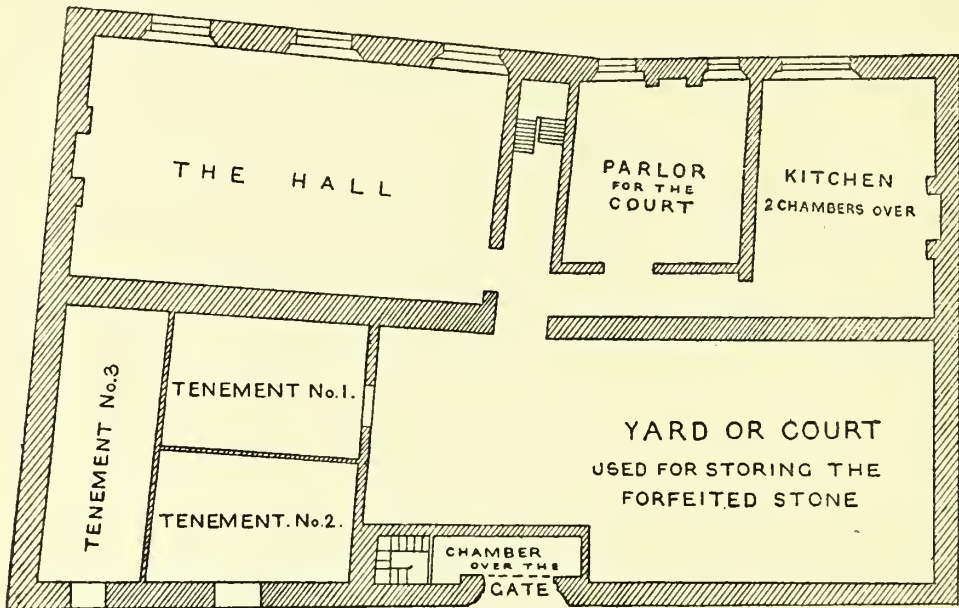 THE HALL
PARLOR
FOR THE
COURT
KITCHEN
2 CHAMBERS OVER
TENEMENT No.3
TENEMENT No.1.
TENEMENT. No.2.
YARD OR COURT
USED FOR STORING THE
FORFEITED STONE
CHAMBER
OVER THE
GATE